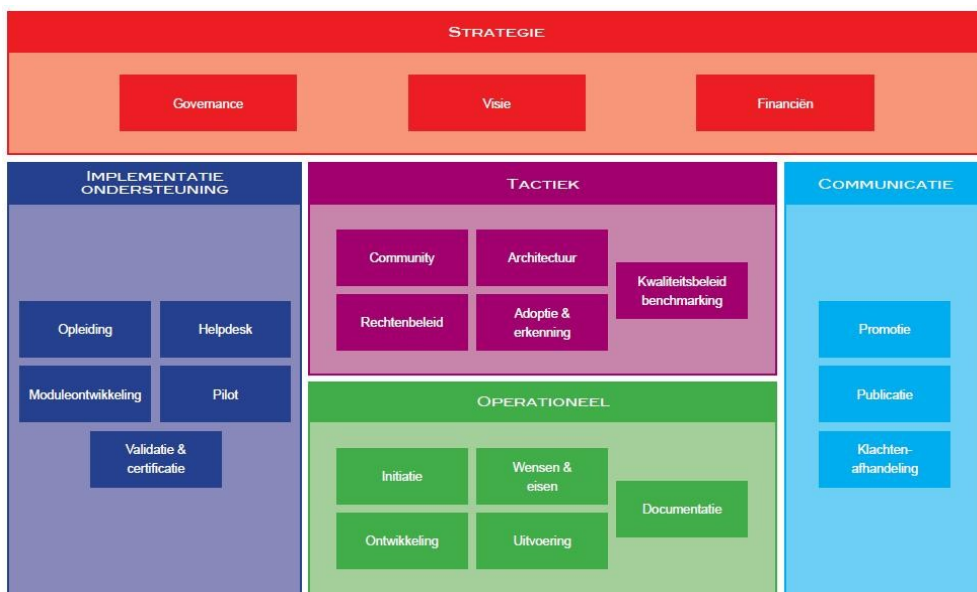 STRATEGIE
Governance
Visie
Financiën
IMPLEMENTATIE
ONDERSTEUNING
Opleiding
Helpdesk
Moduleontwikkeling
Pilot
Validatie &
certificatie
TACTIEK
Community
Architectuur
Rechtenbeleid
Adoptie &
erkenning
Kwaliteitsbeleid
benchmarking
OPERATIONEEL
Initiatie
Wensen &
eisen
Ontwikkeling
Uitvoering
Documentatie
COMMUNICATIE
Promotie
Publicatie
Klachten-
afhandeling